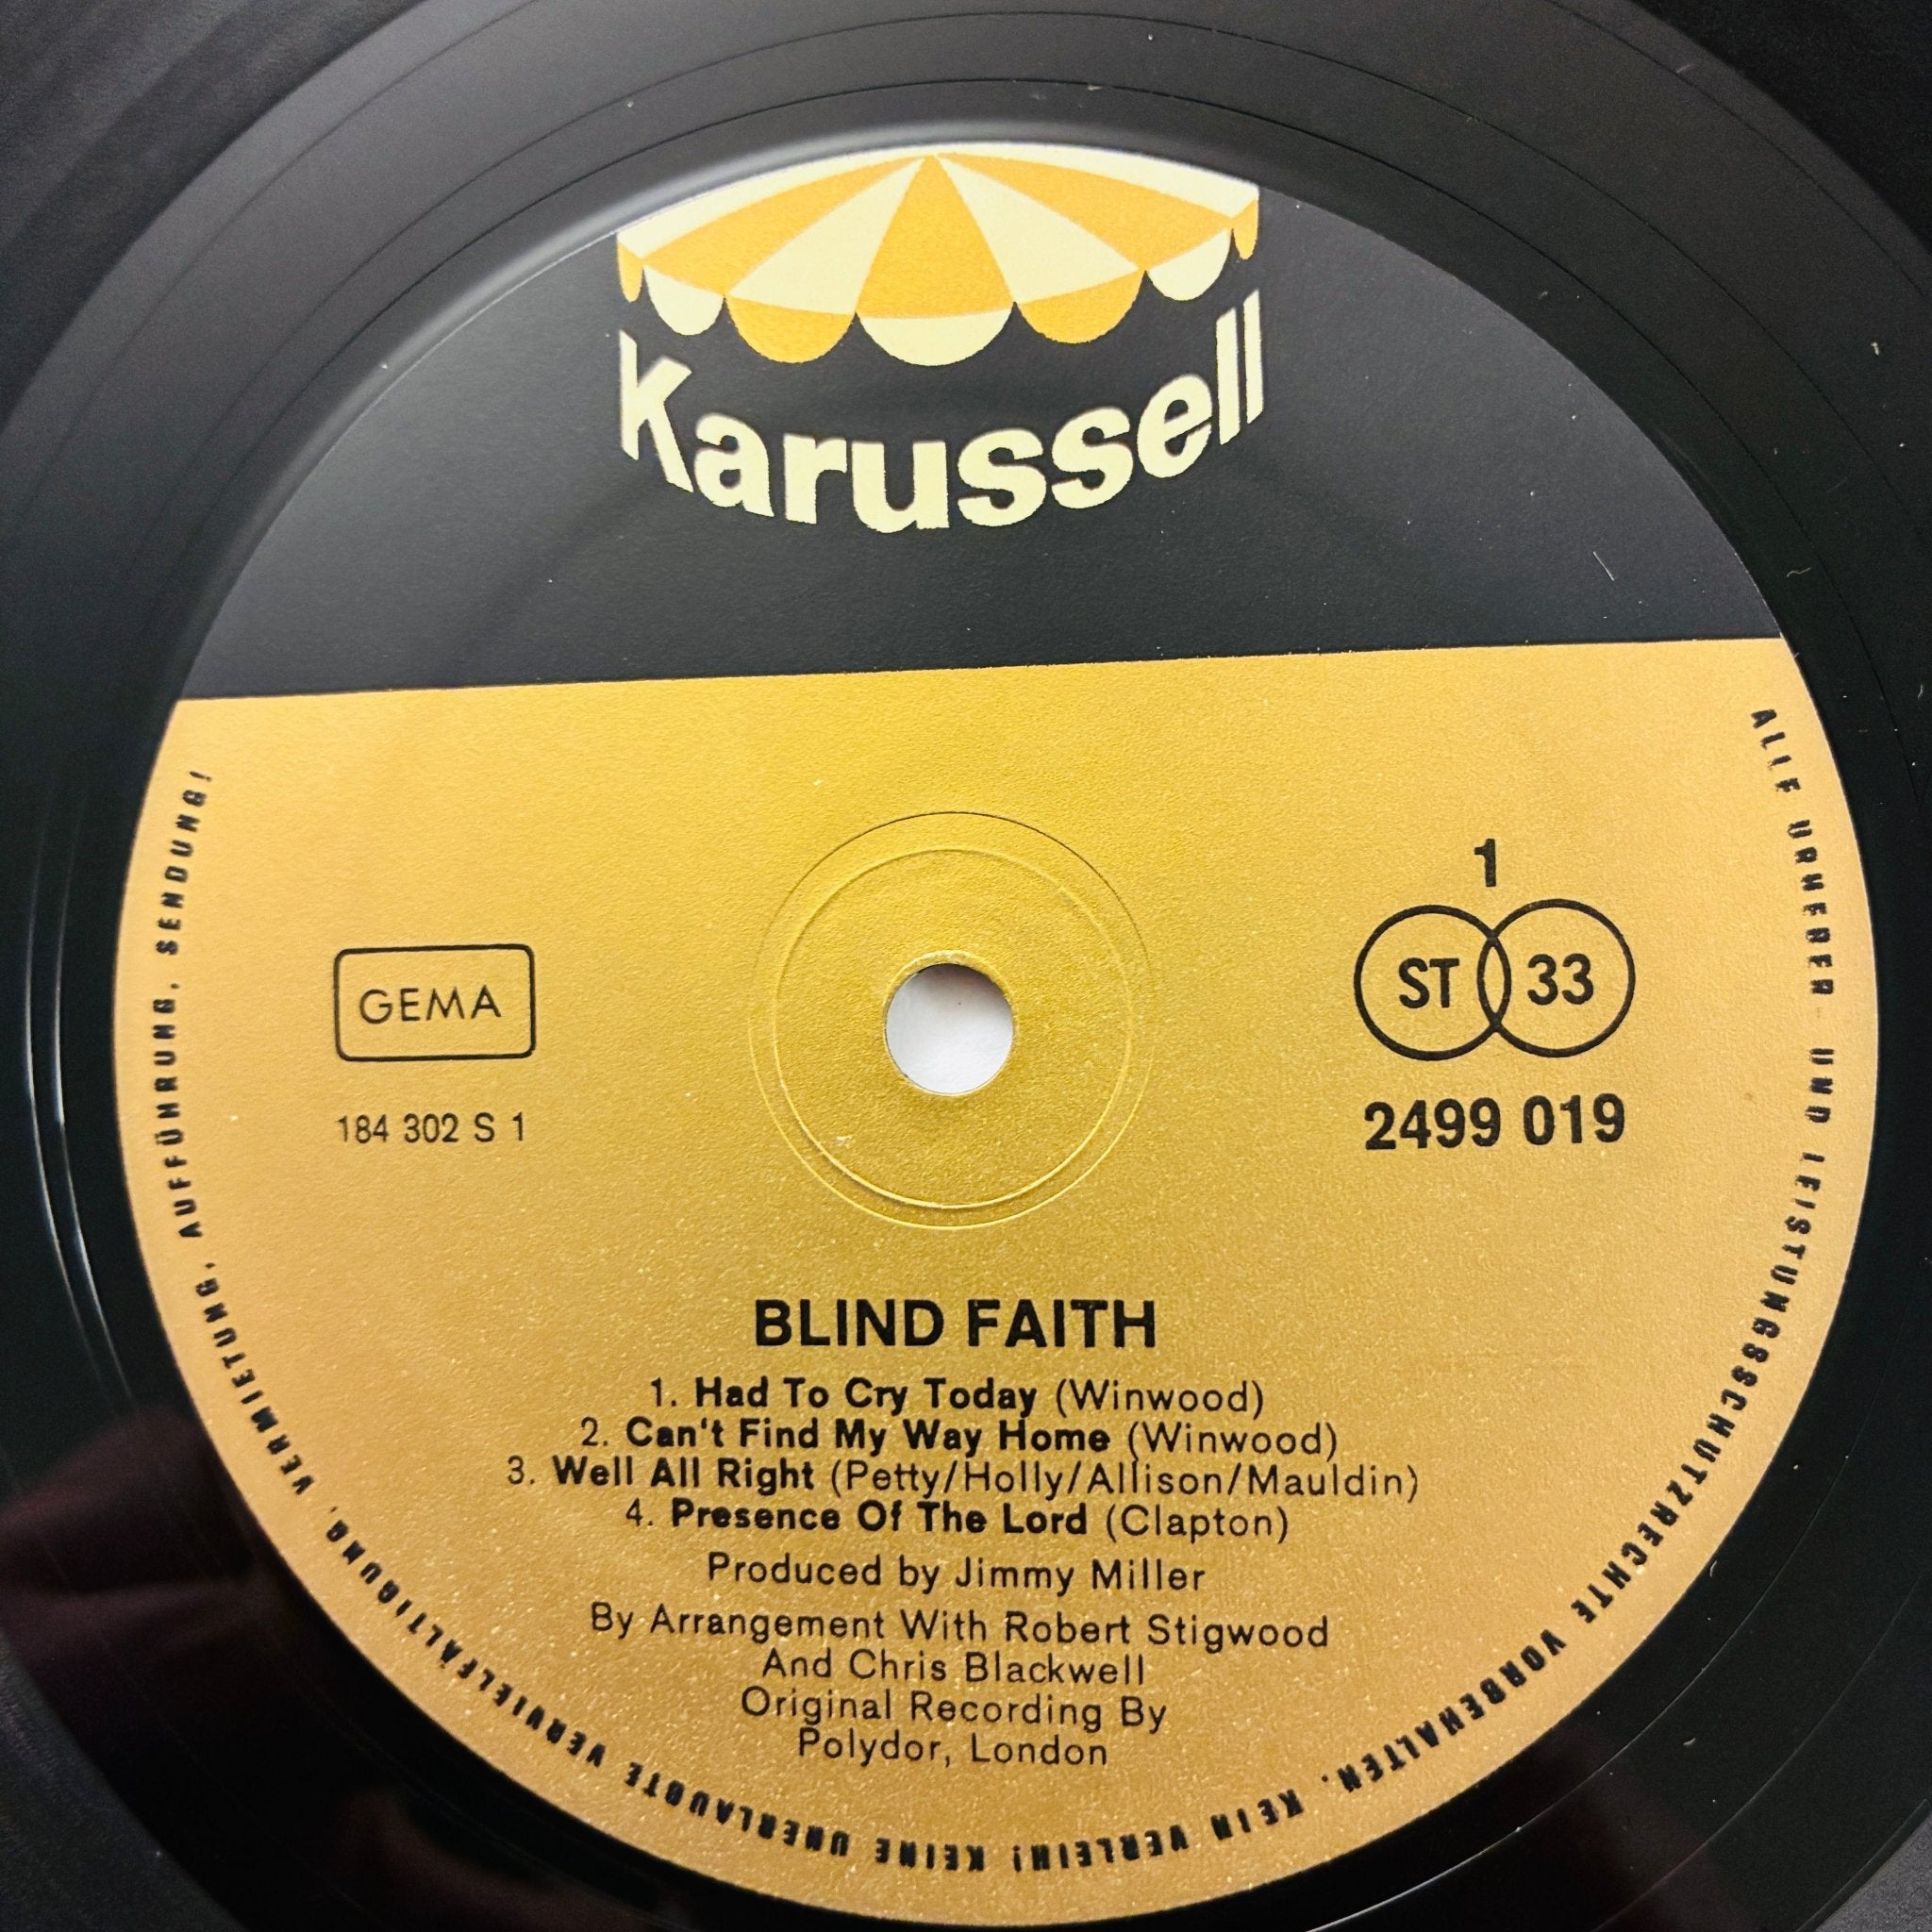 Karussell
GEMA
184 302 S 1
1
ST 33
2499 019
BLIND FAITH
1. Had To Cry Today (Winwood)
2. Can't Find My Way Home (Winwood)
3. Well All Right (Petty/Holly/Allison/Mauldin)
4. Presence Of The Lord (Clapton)
Produced by Jimmy Miller
By Arrangement With Robert Stigwood
And Chris Blackwell
Original Recording By
Polydor, London
ALLE URHEBER- UND LEISTUNGSSCHUTZRECHTE VORBEHALTEN. KEIN VERLEIH! KEINE UNERLAUBTE VERVIELFÄLTIGUNG, VERMIETUNG, AUFFÜHRUNG, SENDUNG!